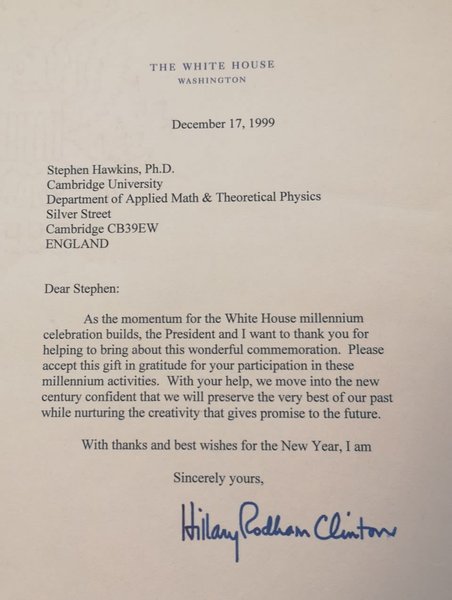 THE WHITE HOUSE
WASHINGTON
December 17, 1999
Stephen Hawkins, Ph.D.
Cambridge University
Department of Applied Math & Theoretical Physics
Silver Street
Cambridge CB39EW
ENGLAND
Dear Stephen:
As the momentum for the White House millennium
celebration builds, the President and I want to thank you for
helping to bring about this wonderful commemoration. Please
accept this gift in gratitude for your participation in these
millennium activities. With your help, we move into the new
century confident that we will preserve the very best of our past
while nurturing the creativity that gives promise to the future.
With thanks and best wishes for the New Year, I am
Sincerely yours,
Hillary Rodham Clinton